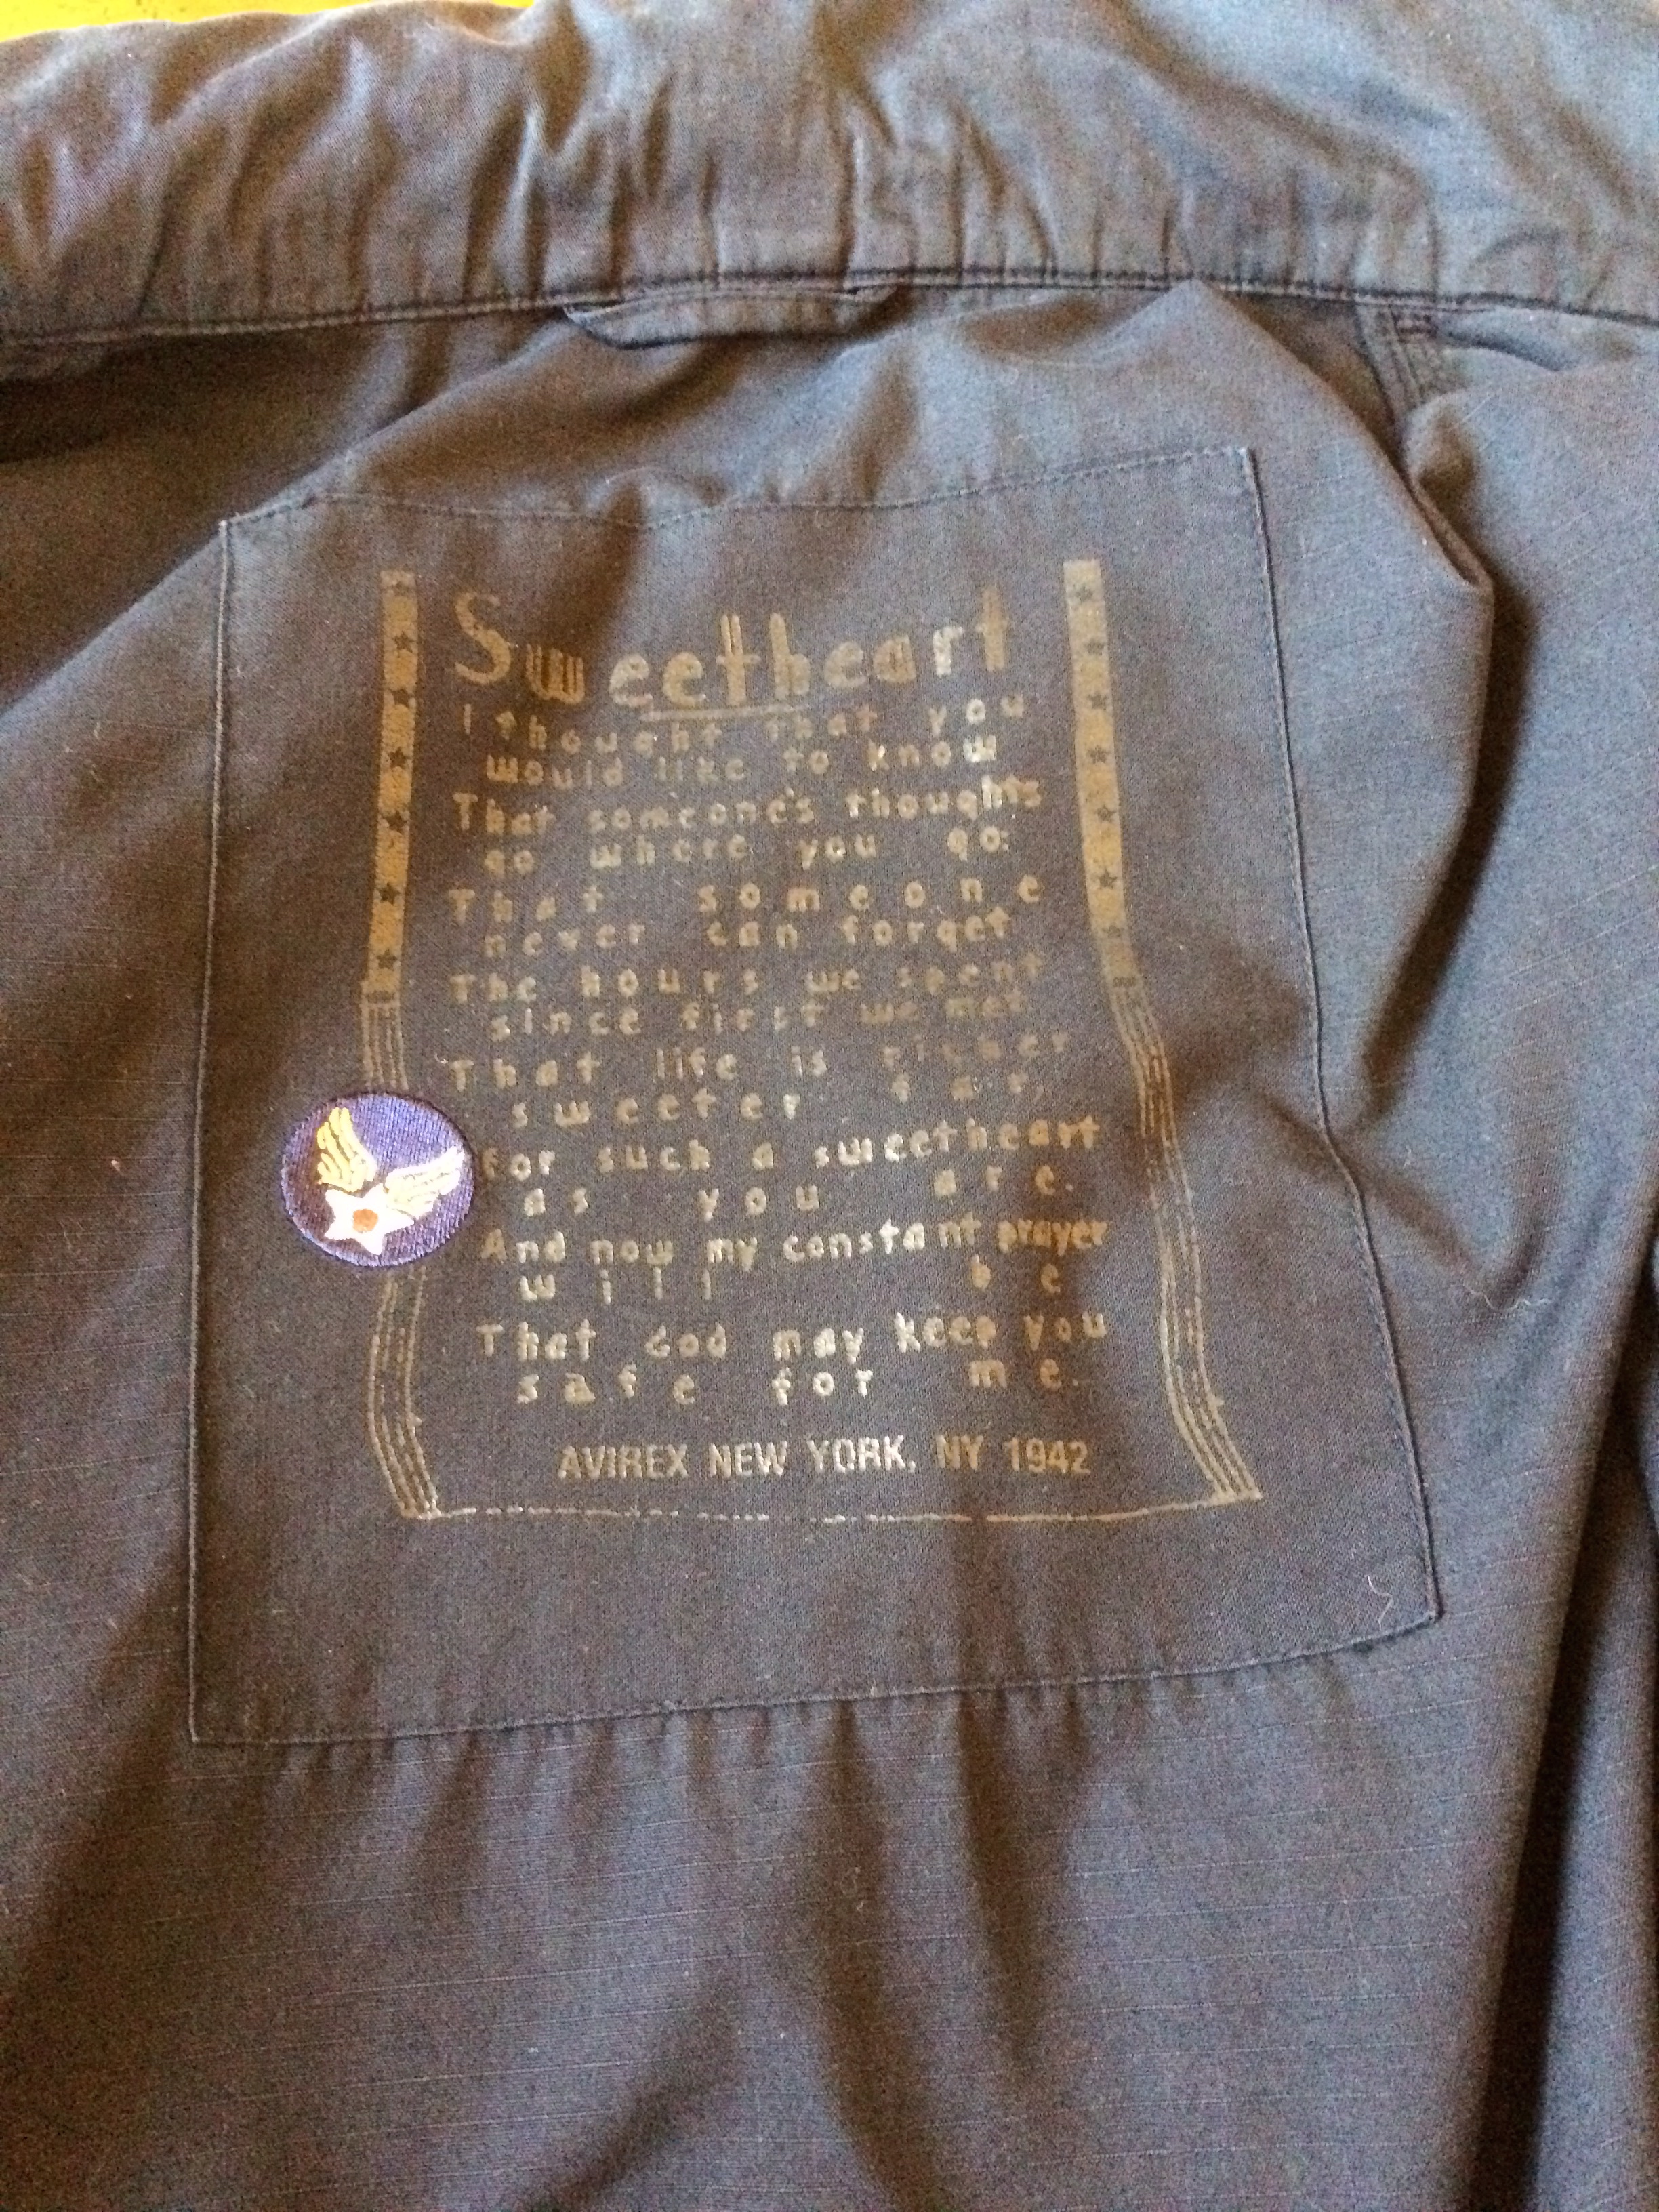 Sweetheart
I thought that you
would like to know
That someone's thoughts
go where you go:
That someone
never can forget
The hours we spent
since first we met
That life is richer
sweeter far
For such a sweetheart
as you are.
And now my constant prayer
will be
That God may keep you
safe for me.
AVIREX NEW YORK, NY 1942